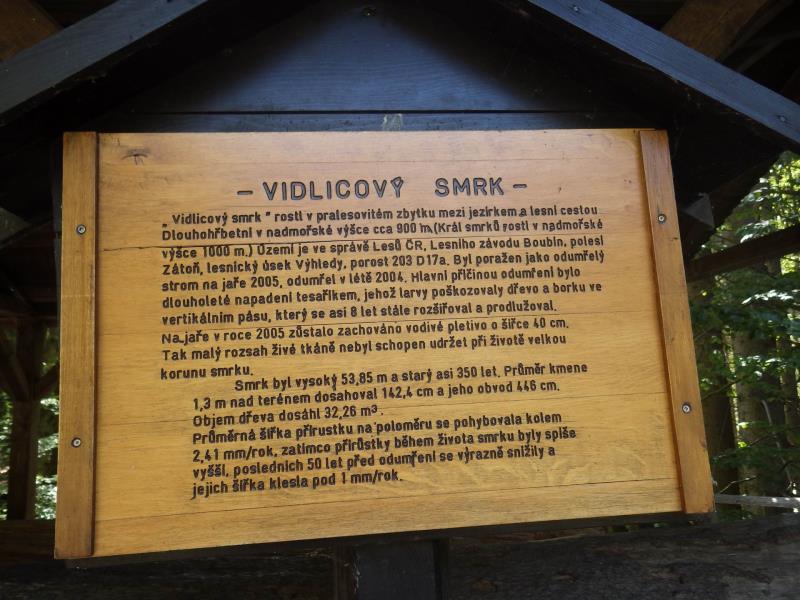 – VIDLICOVÝ SMRK –
„Vidlicový smrk" rostl v pralesovitém zbytku mezi jezírkem a lesní cestou
Dlouhohřbetní v nadmořské výšce cca 900 m.(Král smrků rostl v nadmořské
výšce 1000 m.) Území je ve správě Lesů ČR, Lesního závodu Boubín, polesí
Zátoň, lesnický úsek Výhledy, porost 203 D17a. Byl poražen jako odumřelý
strom na jaře 2005, odumřel v létě 2004. Hlavní příčinou odumření bylo
dlouholeté napadení tesaříkem, jehož larvy poškozovaly dřevo a borku ve
vertikálním pásu, který se asi 8 let stále rozšiřoval a prodlužoval.
Na jaře v roce 2005 zůstalo zachováno vodivé pletivo o šířce 40 cm.
Tak malý rozsah živé tkáně nebyl schopen udržet při životě velkou
korunu smrku.
Smrk byl vysoký 53,85 m a starý asi 350 let. Průměr kmene
1,3 m nad terénem dosahoval 142,4 cm a jeho obvod 446 cm.
Objem dřeva dosáhl 32,26 m³.
Průměrná šířka přírustku na poloměru se pohybovala kolem
2,41 mm/rok, zatímco přírůstky během života smrku byly spíše
vyšší, posledních 50 let před odumření se výrazně snížily a
jejich šířka klesla pod 1 mm/rok.